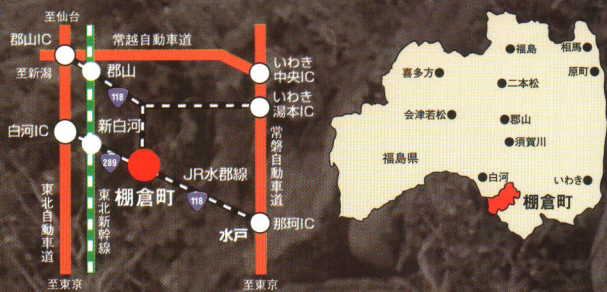 至仙台
郡山IC
常越自動車道
いわき
中央IC
至新潟
郡山
118
いわき
湯本IC
新白河
白河IC
289
JR水郡線
常磐自動車道
棚倉町
118
東北自動車道
東北新幹線
水戸
那珂IC
至東京
至東京
福島
相馬
喜多方
原町
二本松
会津若松
郡山
須賀川
福島県
白河
いわき
棚倉町